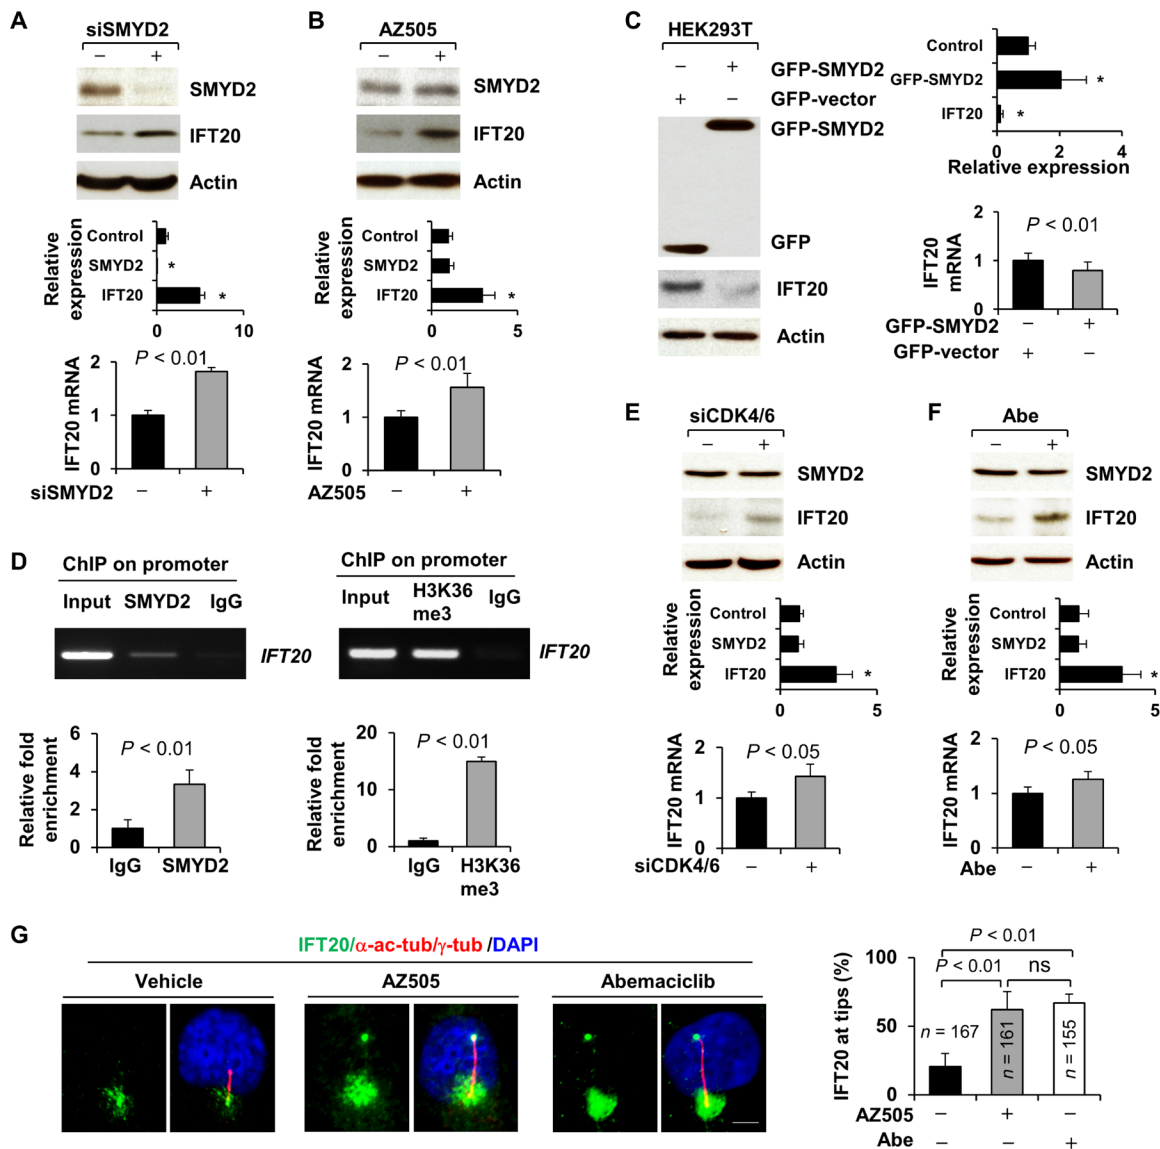 A
siSMYD2
– +
SMYD2
IFT20
Actin
Relative expression
Control
SMYD2 *
IFT20 *
0 10
IFT20 mRNA
P < 0.01
2
1
0
siSMYD2 – +
B
AZ505
– +
SMYD2
IFT20
Actin
Relative expression
Control
SMYD2
IFT20 *
0 5
IFT20 mRNA
P < 0.01
2
1
0
AZ505 – +
C
HEK293T
– + GFP-SMYD2
+ – GFP-vector
GFP-SMYD2
GFP
IFT20
Actin
Control
GFP-SMYD2 *
IFT20 *
0 2 4
Relative expression
IFT20 mRNA
P < 0.01
2
1
0
GFP-SMYD2 – +
GFP-vector + –
D
ChIP on promoter
Input SMYD2 IgG
IFT20
Relative fold enrichment
P < 0.01
6
4
2
0
IgG SMYD2
ChIP on promoter
Input H3K36 me3 IgG
IFT20
Relative fold enrichment
P < 0.01
20
10
0
IgG H3K36 me3
E
siCDK4/6
– +
SMYD2
IFT20
Actin
Relative expression
Control
SMYD2
IFT20 *
0 5
IFT20 mRNA
P < 0.05
2
1
0
siCDK4/6 – +
F
Abe
– +
SMYD2
IFT20
Actin
Relative expression
Control
SMYD2
IFT20 *
0 5
IFT20 mRNA
P < 0.05
2
1
0
Abe – +
G
IFT20/α-ac-tub/γ-tub /DAPI
Vehicle AZ505 Abemaciclib
IFT20 at tips (%)
P < 0.01
P < 0.01 ns
100
50
0
n = 167
n = 161
n = 155
AZ505 – + –
Abe – – +